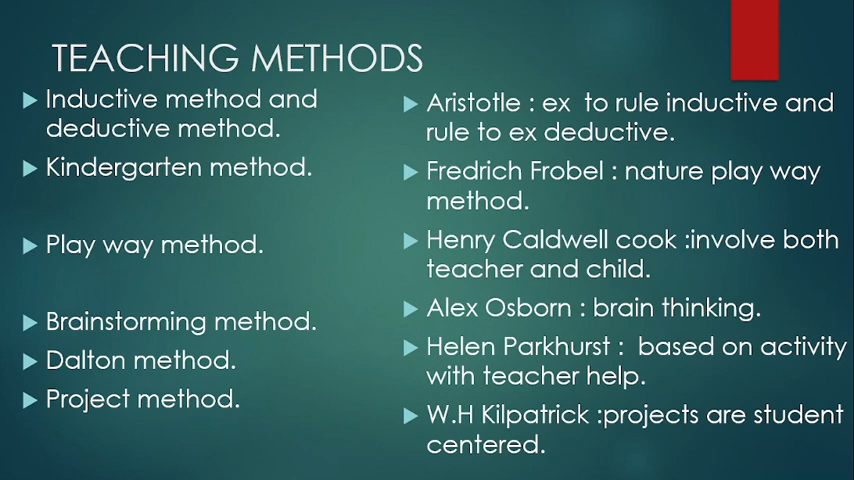 TEACHING METHODS
Inductive method and
deductive method.
Kindergarten method.
Play way method.
Brainstorming method.
Dalton method.
Project method.
Aristotle : ex to rule inductive and
rule to ex deductive.
Fredrich Frobel : nature play way
method.
Henry Caldwell cook :involve both
teacher and child.
Alex Osborn : brain thinking.
Helen Parkhurst : based on activity
with teacher help.
W.H Kilpatrick :projects are student
centered.